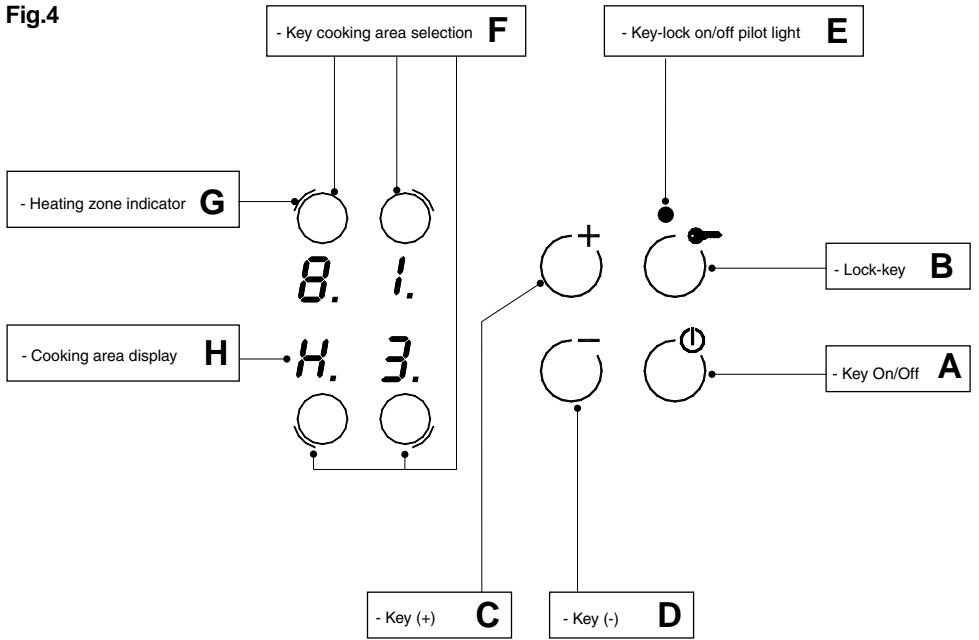 Fig.4
- Key cooking area selection F
- Key-lock on/off pilot light E
- Heating zone indicator G
+
8. 1.
- Lock-key B
- Cooking area display H
H. 3.
-
- Key On/Off A
- Key (+) C
- Key (-) D